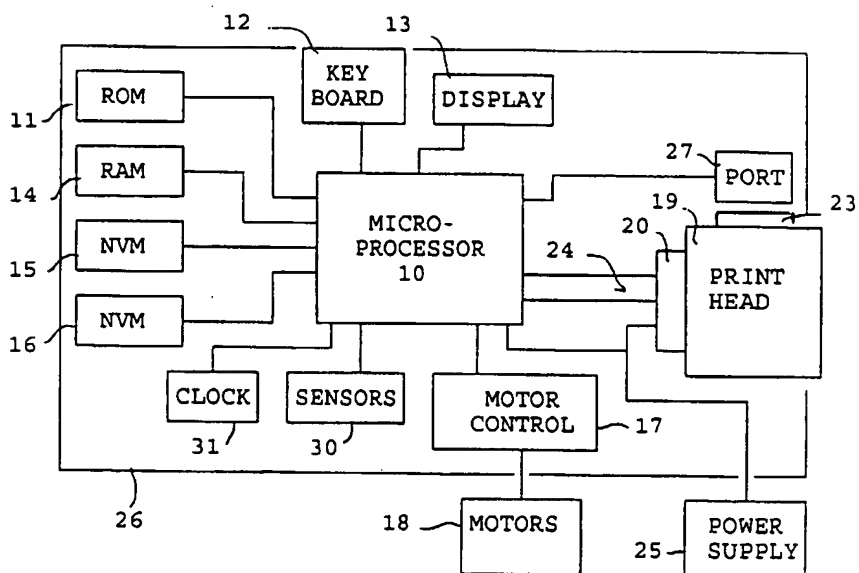 12
13
KEY
BOARD
ROM
DISPLAY
11
27
PORT
RAM
14
19
23
20
MICRO-
PROCESSOR
10
NVM
15
24
PRINT
HEAD
NVM
16
CLOCK
SENSORS
MOTOR
CONTROL
31
30
17
26
18
MOTORS
25
POWER
SUPPLY